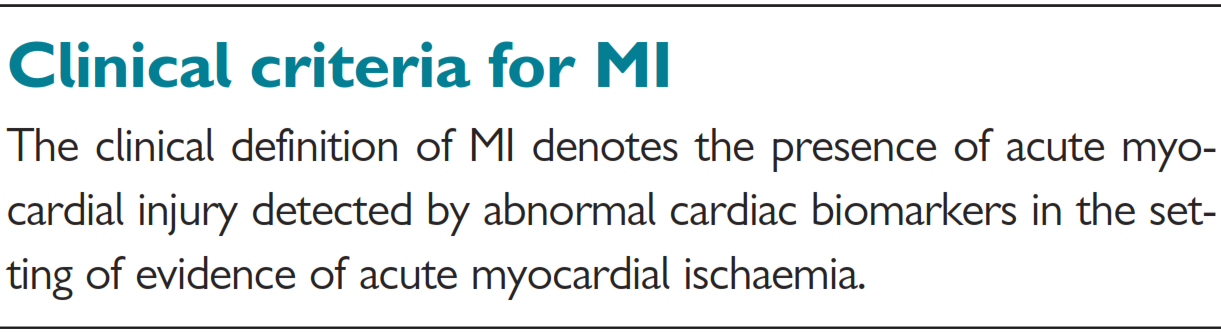 Clinical criteria for MI
The clinical definition of MI denotes the presence of acute myo-
cardial injury detected by abnormal cardiac biomarkers in the set-
ting of evidence of acute myocardial ischaemia.